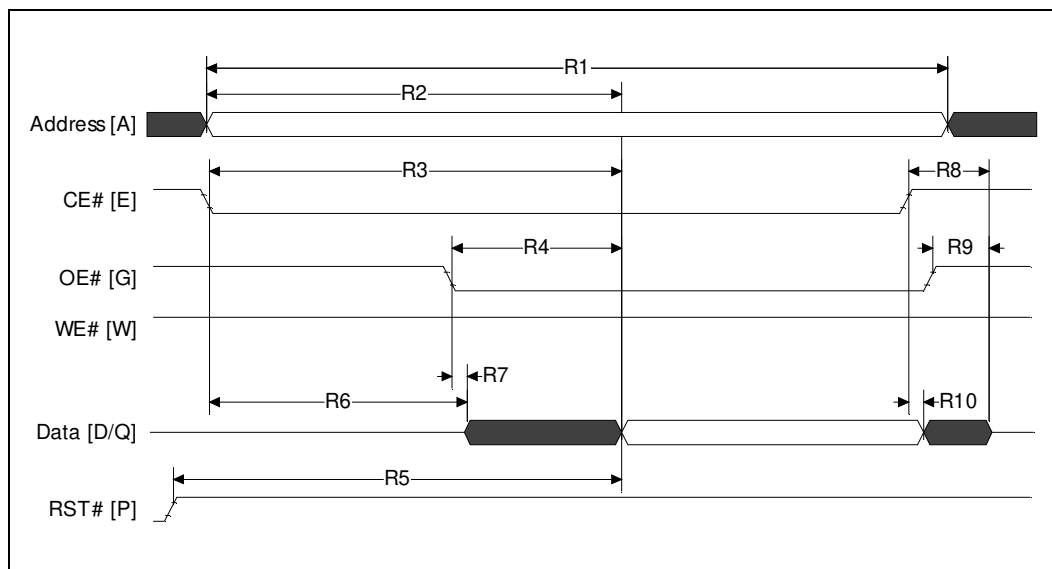 R1
R2
Address [A]
R3
R8
CE# [E]
R4
R9
OE# [G]
WE# [W]
R7
R6
R10
Data [D/Q]
R5
RST# [P]